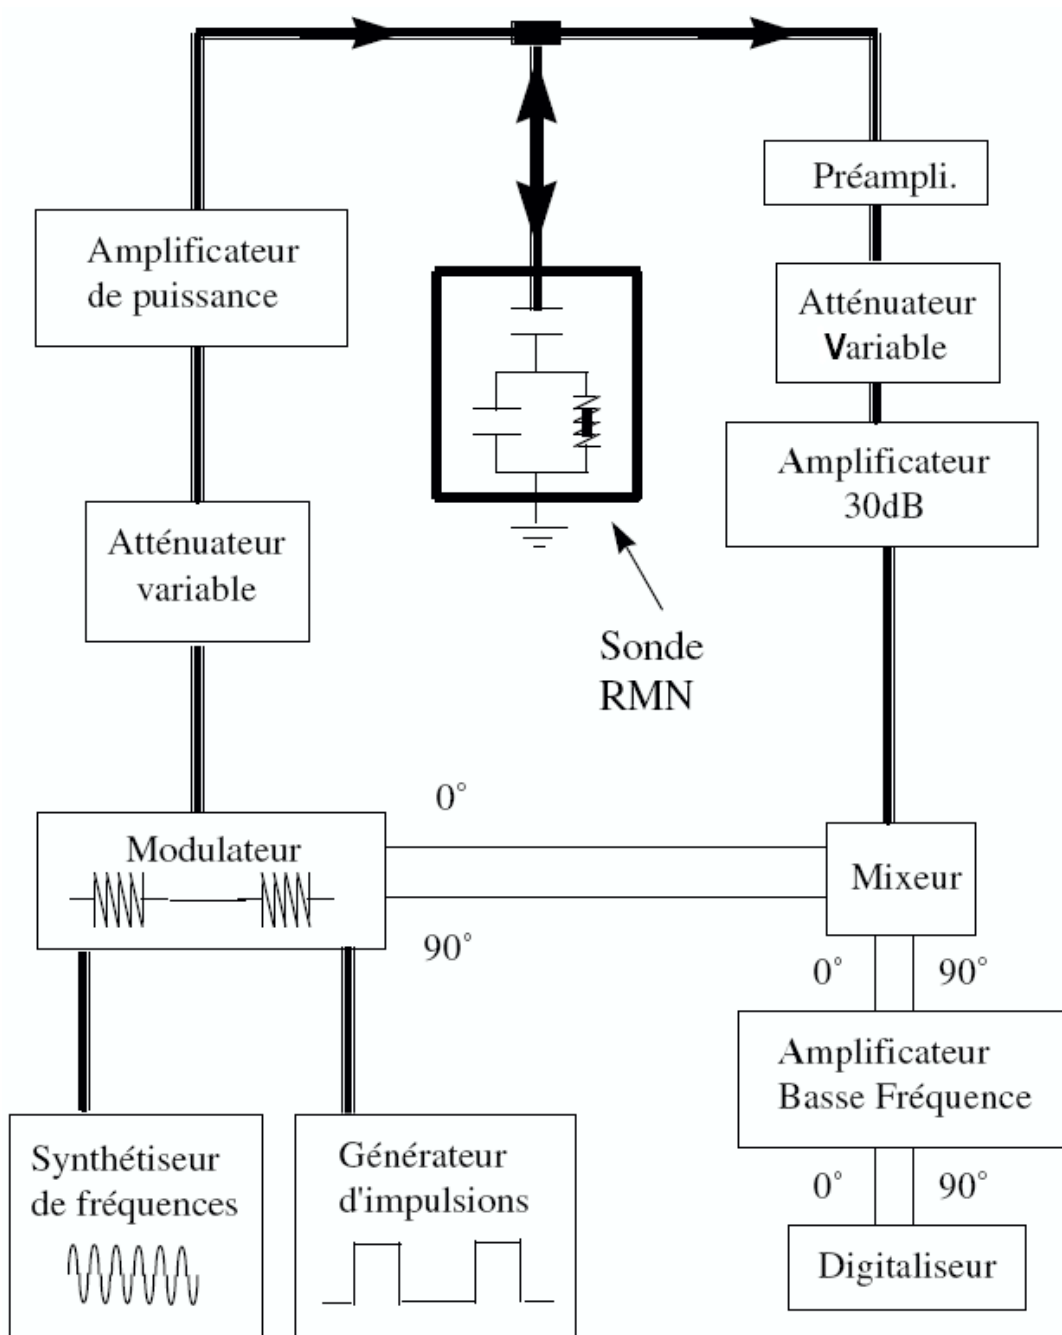 Préampli.
Amplificateur
de puissance
Atténuateur
Variable
Amplificateur
30dB
Atténuateur
variable
Sonde
RMN
0°
Modulateur
Mixeur
90°
0°
90°
Amplificateur
Basse Fréquence
Synthétiseur
de fréquences
Générateur
d'impulsions
0°
90°
Digitaliseur